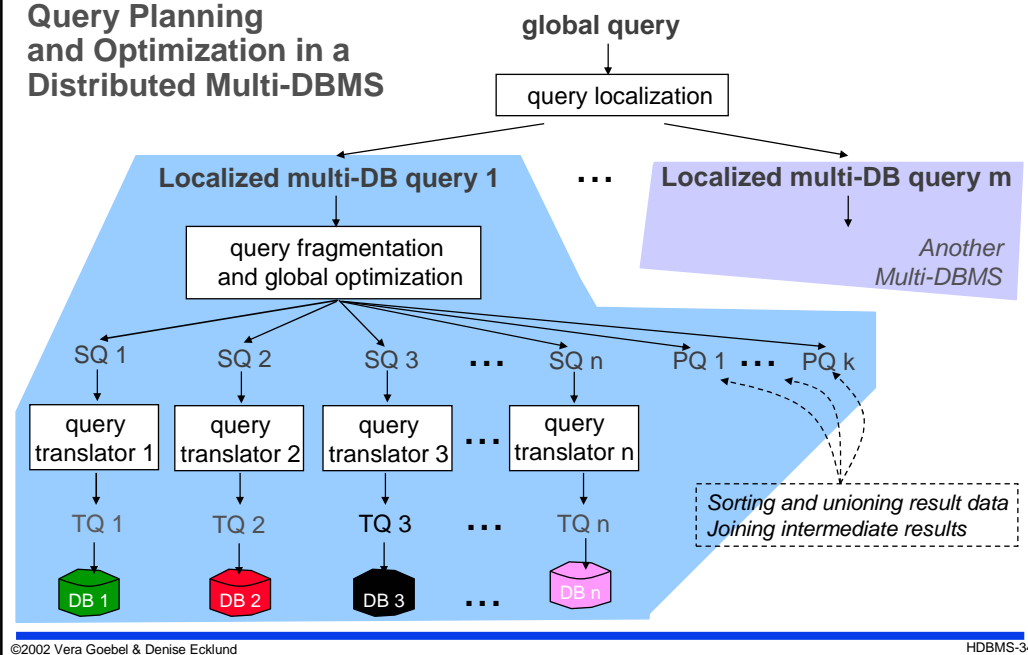 Query Planning
and Optimization in a
Distributed Multi-DBMS
global query
query localization
Localized multi-DB query 1
...
Localized multi-DB query m
query fragmentation
and global optimization
Another
Multi-DBMS
SQ 1
SQ 2
SQ 3
...
SQ n
PQ 1
...
PQ k
query
translator 1
query
translator 2
query
translator 3
...
query
translator n
Sorting and unioning result data
Joining intermediate results
TQ 1
TQ 2
TQ 3
...
TQ n
DB 1
DB 2
DB 3
...
DB n
©2002 Vera Goebel & Denise Ecklund